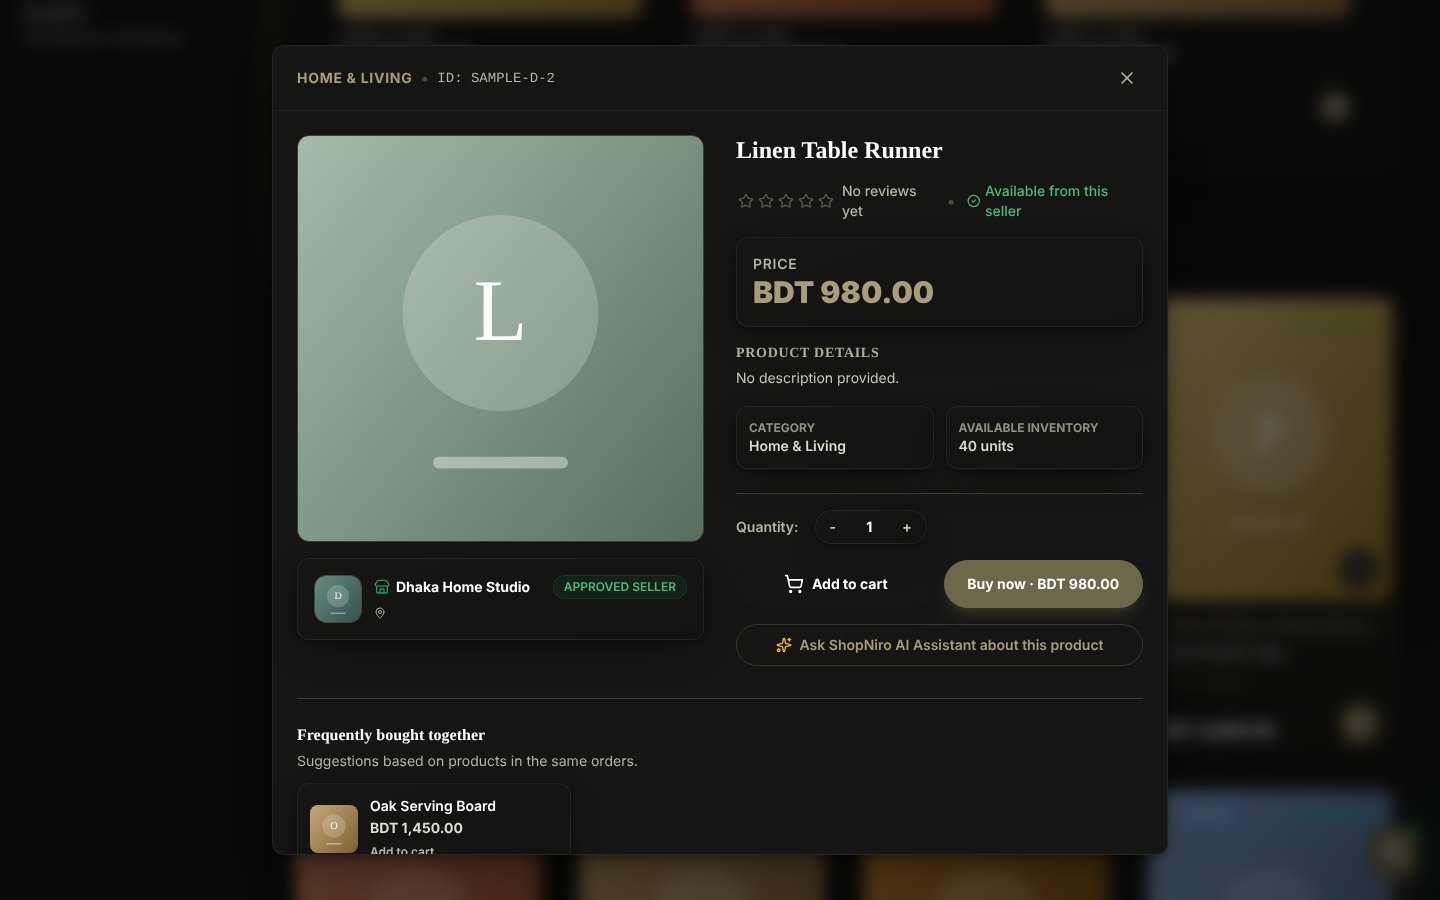 HOME & LIVING • ID: SAMPLE-D-2
L
Dhaka Home Studio
APPROVED SELLER
D
Linen Table Runner
No reviews
yet
•
Available from this
seller
PRICE
BDT 980.00
PRODUCT DETAILS
No description provided.
CATEGORY
Home & Living
AVAILABLE INVENTORY
40 units
Quantity: - 1 +
Add to cart
Buy now · BDT 980.00
Ask ShopNiro AI Assistant about this product
Frequently bought together
Suggestions based on products in the same orders.
O
Oak Serving Board
BDT 1,450.00
Add to cart